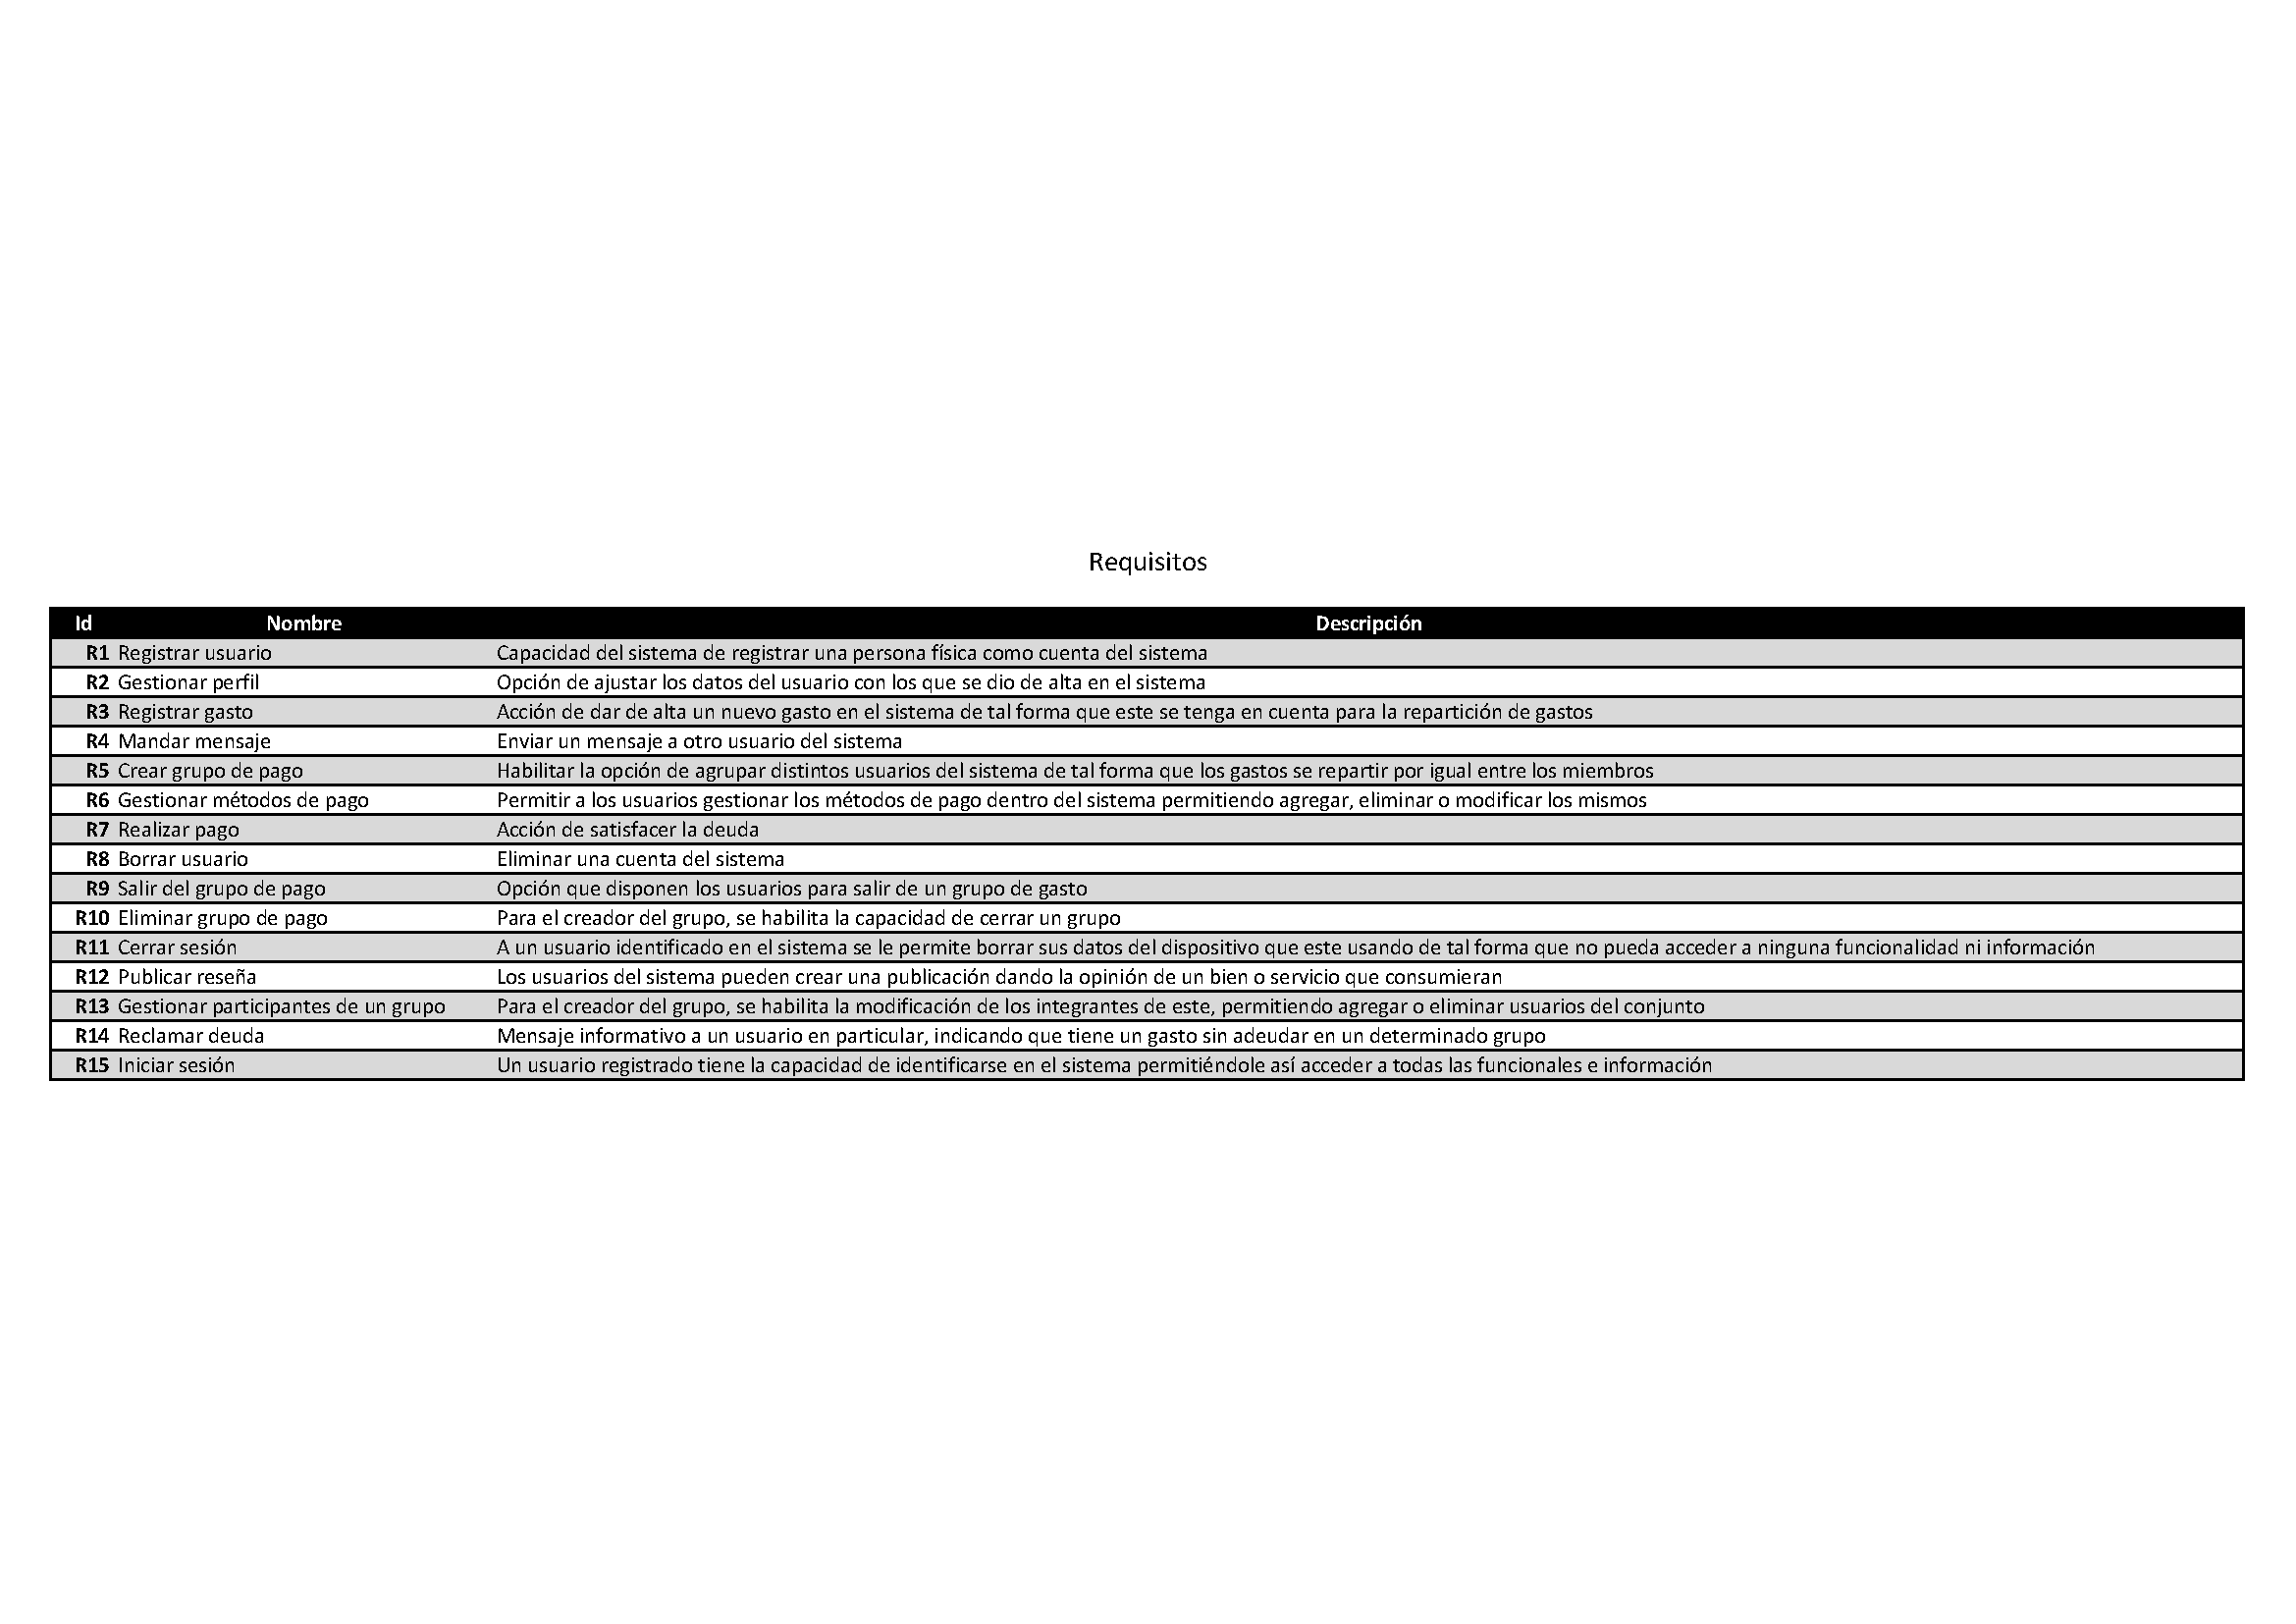 Requisitos
Id Nombre Descripción
R1 Registrar usuario Capacidad del sistema de registrar una persona física como cuenta del sistema
R2 Gestionar perfil Opción de ajustar los datos del usuario con los que se dio de alta en el sistema
R3 Registrar gasto Acción de dar de alta un nuevo gasto en el sistema de tal forma que este se tenga en cuenta para la repartición de gastos
R4 Mandar mensaje Enviar un mensaje a otro usuario del sistema
R5 Crear grupo de pago Habilitar la opción de agrupar distintos usuarios del sistema de tal forma que los gastos se repartir por igual entre los miembros
R6 Gestionar métodos de pago Permitir a los usuarios gestionar los métodos de pago dentro del sistema permitiendo agregar, eliminar o modificar los mismos
R7 Realizar pago Acción de satisfacer la deuda
R8 Borrar usuario Eliminar una cuenta del sistema
R9 Salir del grupo de pago Opción que disponen los usuarios para salir de un grupo de gasto
R10 Eliminar grupo de pago Para el creador del grupo, se habilita la capacidad de cerrar un grupo
R11 Cerrar sesión A un usuario identificado en el sistema se le permite borrar sus datos del dispositivo que este usando de tal forma que no pueda acceder a ninguna funcionalidad ni información
R12 Publicar reseña Los usuarios del sistema pueden crear una publicación dando la opinión de un bien o servicio que consumieran
R13 Gestionar participantes de un grupo Para el creador del grupo, se habilita la modificación de los integrantes de este, permitiendo agregar o eliminar usuarios del conjunto
R14 Reclamar deuda Mensaje informativo a un usuario en particular, indicando que tiene un gasto sin adeudar en un determinado grupo
R15 Iniciar sesión Un usuario registrado tiene la capacidad de identificarse en el sistema permitiéndole así acceder a todas las funcionales e información